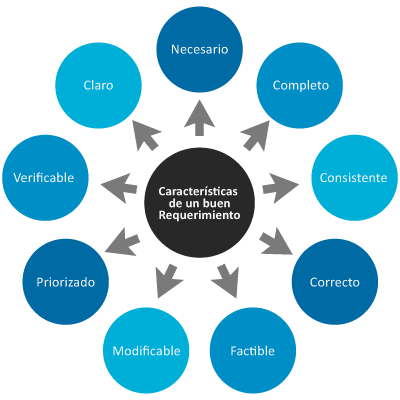 Necesario
Completo
Consistente
Correcto
Factible
Modificable
Priorizado
Verificable
Claro
Características
de un buen
Requerimiento